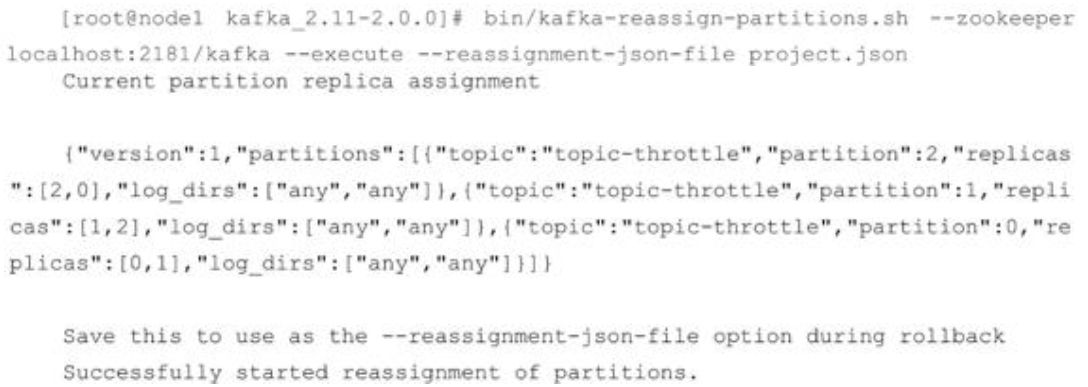 [root@node1 kafka_2.11-2.0.0]# bin/kafka-reassign-partitions.sh --zookeeper
localhost:2181/kafka --execute --reassignment-json-file project.json
Current partition replica assignment
{"version":1,"partitions":[{"topic":"topic-throttle","partition":2,"replicas
":[2,0],"log_dirs":["any","any"]},{"topic":"topic-throttle","partition":1,"repli
cas":[1,2],"log_dirs":["any","any"]},{"topic":"topic-throttle","partition":0,"re
plicas":[0,1],"log_dirs":["any","any"]}]}
Save this to use as the --reassignment-json-file option during rollback
Successfully started reassignment of partitions.